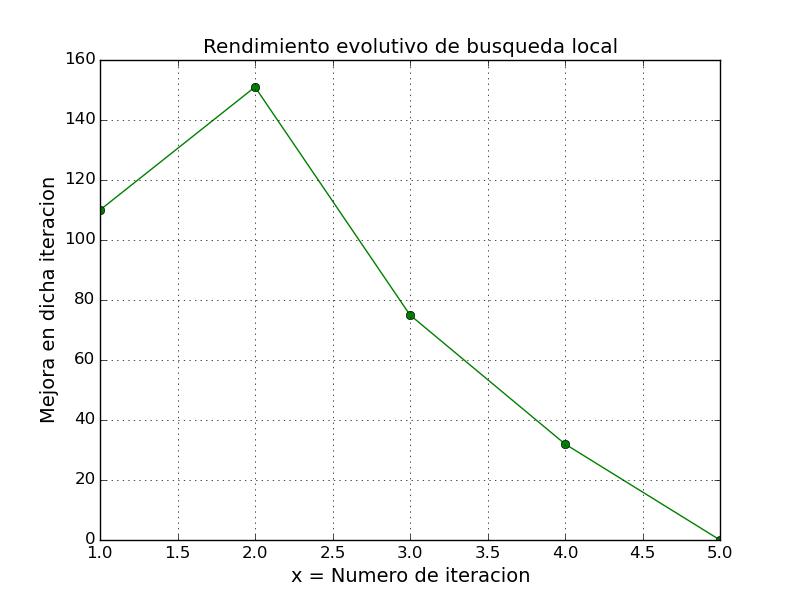 Rendimiento evolutivo de busqueda local
160
140
120
100
80
60
40
20
0
Mejora en dicha iteracion
1.0 1.5 2.0 2.5 3.0 3.5 4.0 4.5 5.0
x = Numero de iteracion